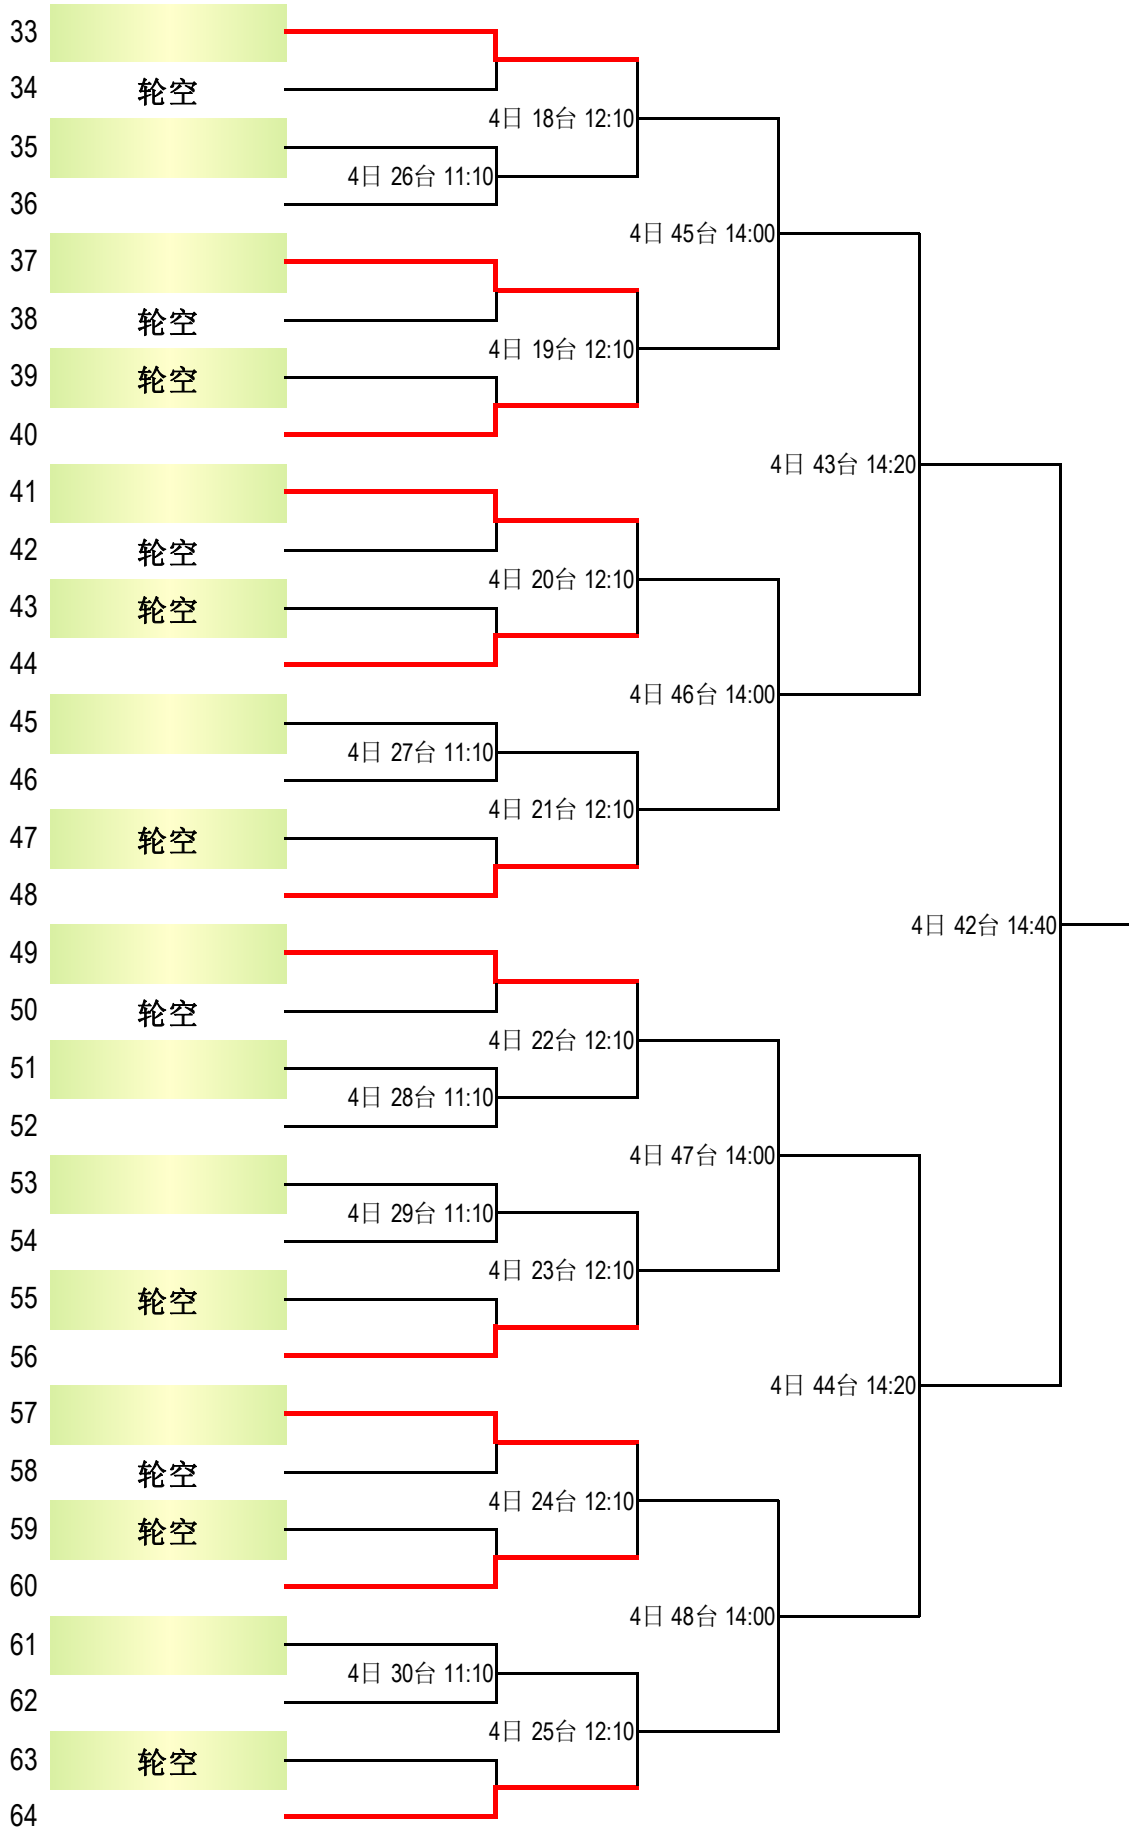 33
34 轮空
4日 18台 12:10
35
4日 26台 11:10
36
4日 45台 14:00
37
38 轮空
4日 19台 12:10
39 轮空
40
4日 43台 14:20
41
42 轮空
4日 20台 12:10
43 轮空
44
4日 46台 14:00
45
4日 27台 11:10
46
4日 21台 12:10
47 轮空
48
4日 42台 14:40
49
50 轮空
4日 22台 12:10
51
4日 28台 11:10
52
4日 47台 14:00
53
4日 29台 11:10
54
4日 23台 12:10
55 轮空
56
4日 44台 14:20
57
58 轮空
4日 24台 12:10
59 轮空
60
4日 48台 14:00
61
4日 30台 11:10
62
4日 25台 12:10
63 轮空
64